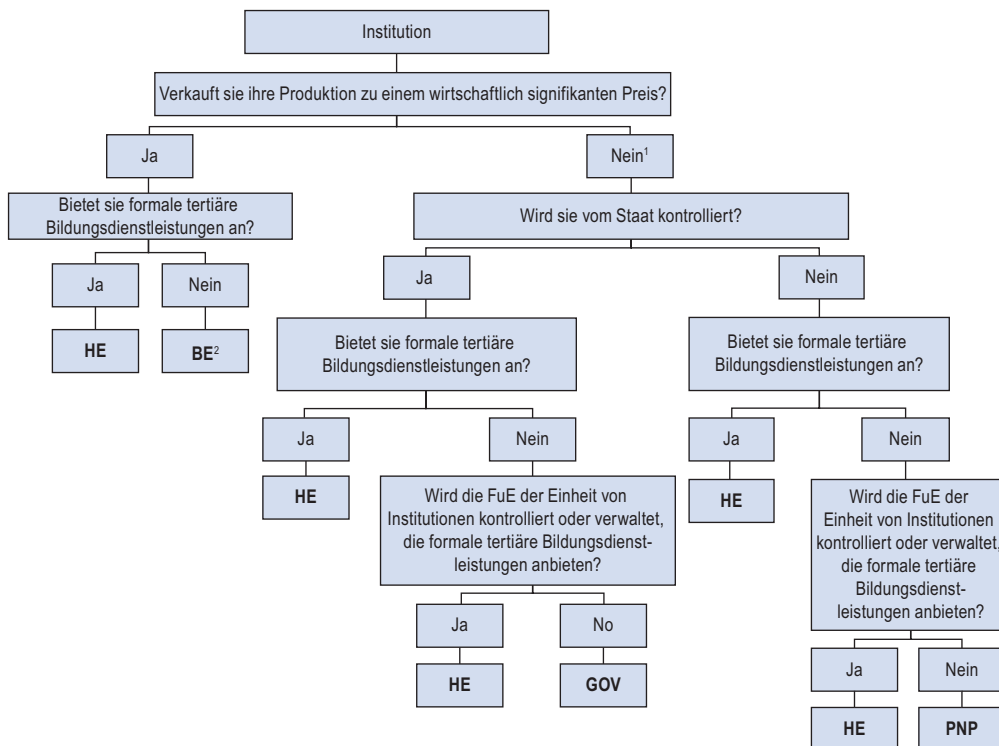 Institution
Verkauft sie ihre Produktion zu einem wirtschaftlich signifikanten Preis?
Ja
Nein¹
Bietet sie formale tertiäre
Bildungsdienstleistungen an?
Wird sie vom Staat kontrolliert?
Ja
Nein
Ja
Nein
HE
BE²
Bietet sie formale tertiäre
Bildungsdienstleistungen an?
Bietet sie formale tertiäre
Bildungsdienstleistungen an?
Ja
Nein
Ja
Nein
HE
Wird die FuE der Einheit von
Institutionen kontrolliert oder verwaltet,
die formale tertiäre Bildungsdienst-
leistungen anbieten?
HE
Wird die FuE der
Einheit von Institutionen
kontrolliert oder verwaltet,
die formale tertiäre
Bildungsdienst-
leistungen anbieten?
Ja
No
HE
GOV
Ja
Nein
HE
PNP